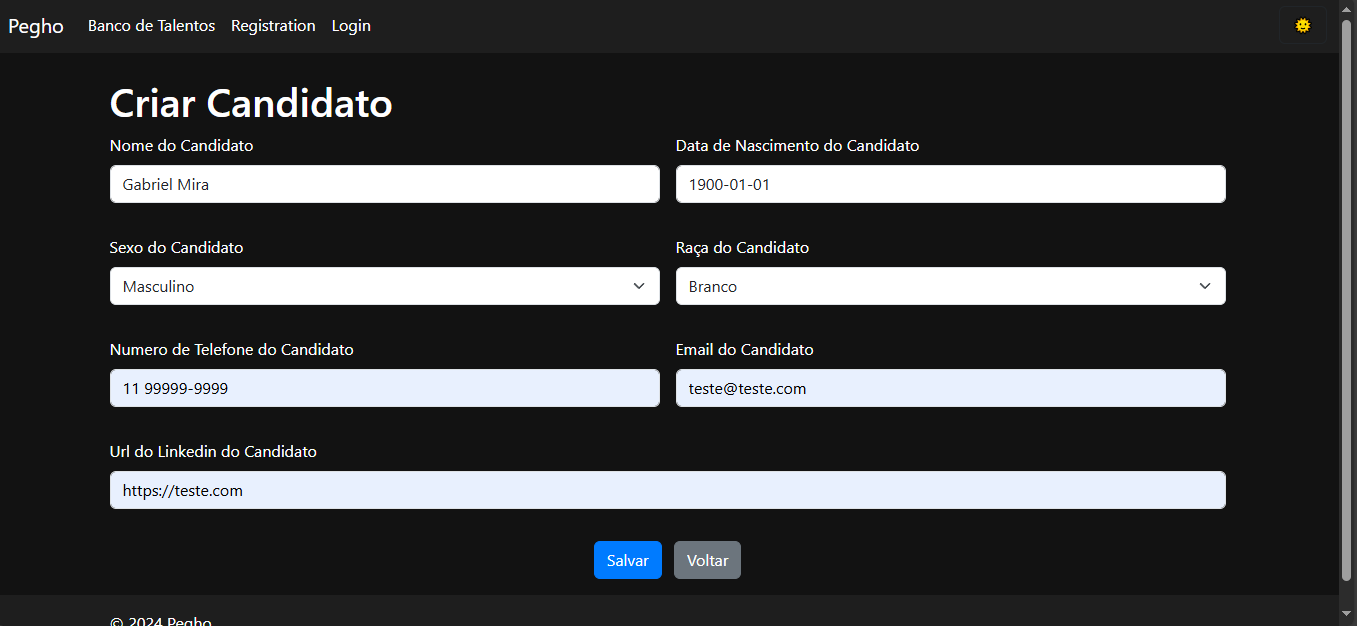 Pegho Banco de Talentos Registration Login
Criar Candidato
Nome do Candidato Data de Nascimento do Candidato
Gabriel Mira 1900-01-01
Sexo do Candidato Raça do Candidato
Masculino Branco
Numero de Telefone do Candidato Email do Candidato
11 99999-9999 teste@teste.com
Url do Linkedin do Candidato
https://teste.com
Salvar Voltar
© 2024 Pegho